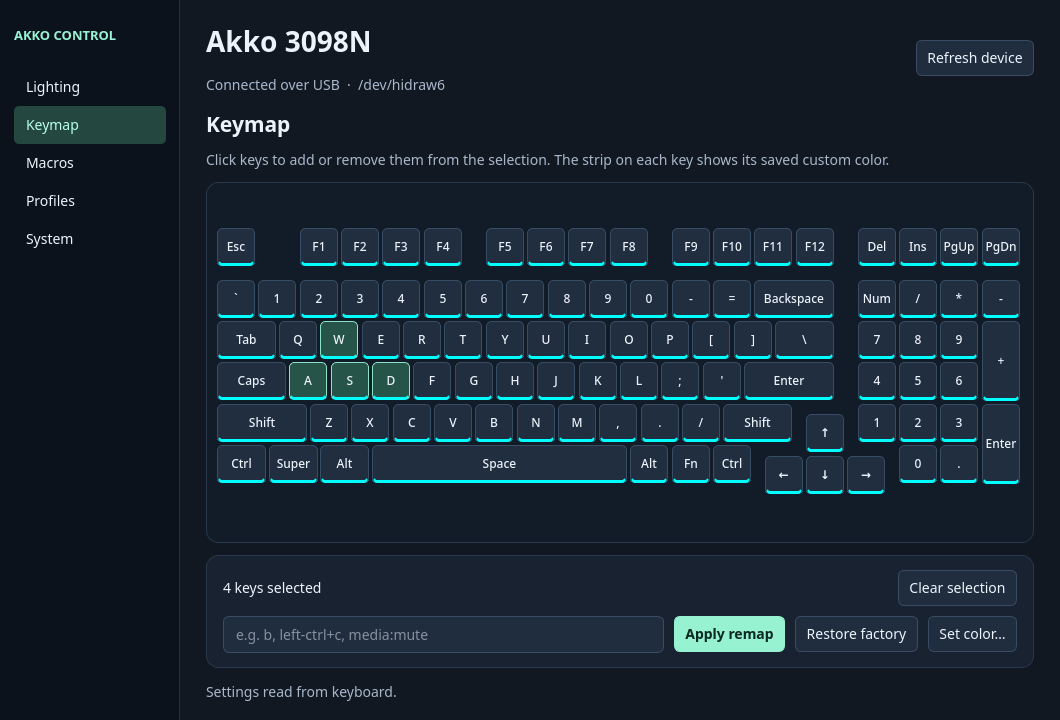 AKKO CONTROL
Lighting
Keymap
Macros
Profiles
System
Akko 3098N
Connected over USB · /dev/hidraw6
Refresh device
Keymap
Click keys to add or remove them from the selection. The strip on each key shows its saved custom color.
Esc F1 F2 F3 F4 F5 F6 F7 F8 F9 F10 F11 F12 Del Ins PgUp PgDn
` 1 2 3 4 5 6 7 8 9 0 - = Backspace Num / * -
Tab Q W E R T Y U I O P [ ] \ 7 8 9 +
Caps A S D F G H J K L ; ' Enter 4 5 6
Shift Z X C V B N M , . / Shift ↑ 1 2 3 Enter
Ctrl Super Alt Space Alt Fn Ctrl ← ↓ → 0 .
4 keys selected
Clear selection
e.g. b, left-ctrl+c, media:mute
Apply remap
Restore factory
Set color...
Settings read from keyboard.